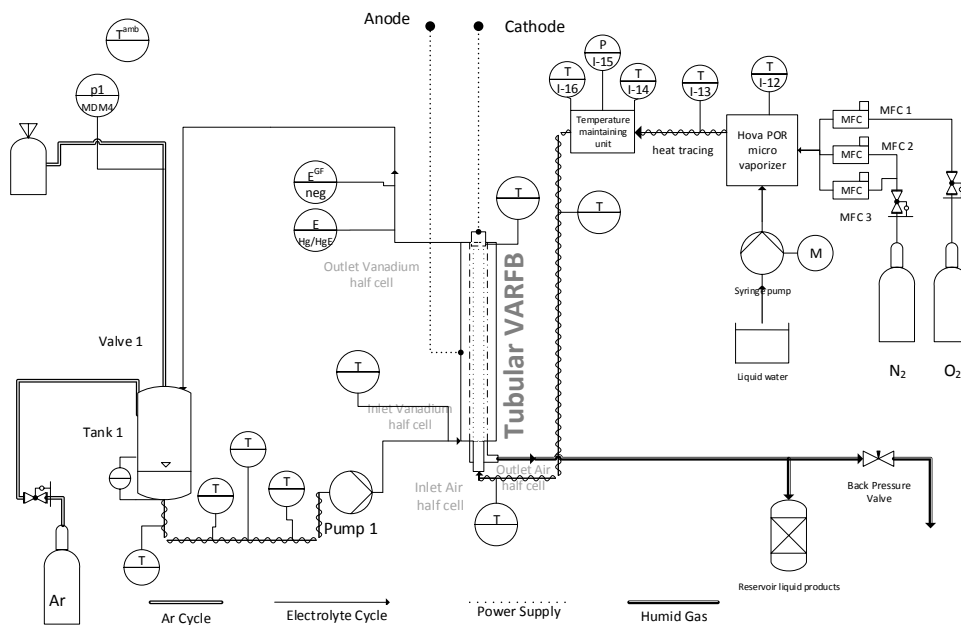 Anode
Cathode
T^amb
p1
MDM4
T
I-16
P
I-15
T
I-14
T
I-13
T
I-12
Temperature
maintaining
unit
heat tracing
Hova POR
micro
vaporizer
MFC
MFC 1
MFC
MFC 2
MFC
MFC 3
M
Syringe pump
Liquid water
N₂
O₂
E^GF
neg
E
Hg/HgE
T
T
Outlet Vanadium
half cell
Tubular VARFB
Valve 1
T
Inlet Vanadium
half cell
Tank 1
T
T
T
T
Pump 1
Inlet Air
half cell
Outlet Air
half cell
T
Back Pressure
Valve
Reservoir liquid products
Ar
Ar Cycle
Electrolyte Cycle
Power Supply
Humid Gas